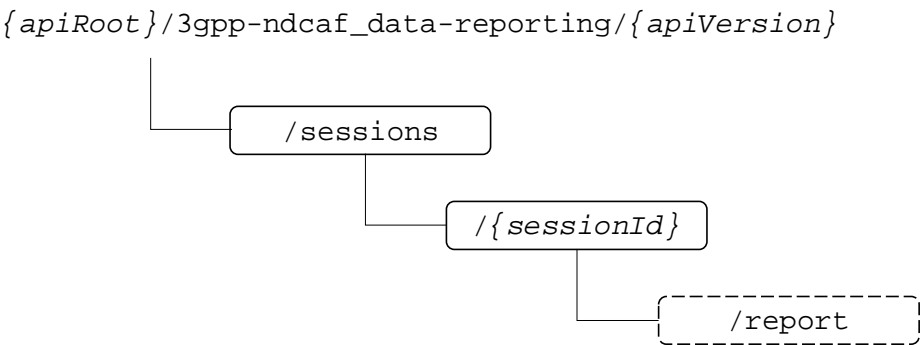 {apiRoot}/3gpp-ndcaf_data-reporting/{apiVersion}
/sessions
/{sessionId}
/report